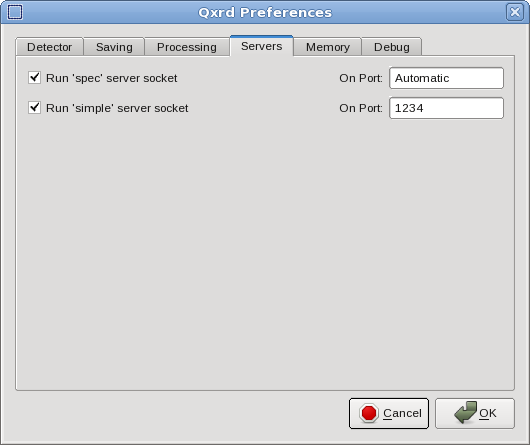 Qxrd Preferences
Detector Saving Processing Servers Memory Debug
Run 'spec' server socket On Port: Automatic
Run 'simple' server socket On Port: 1234
Cancel OK